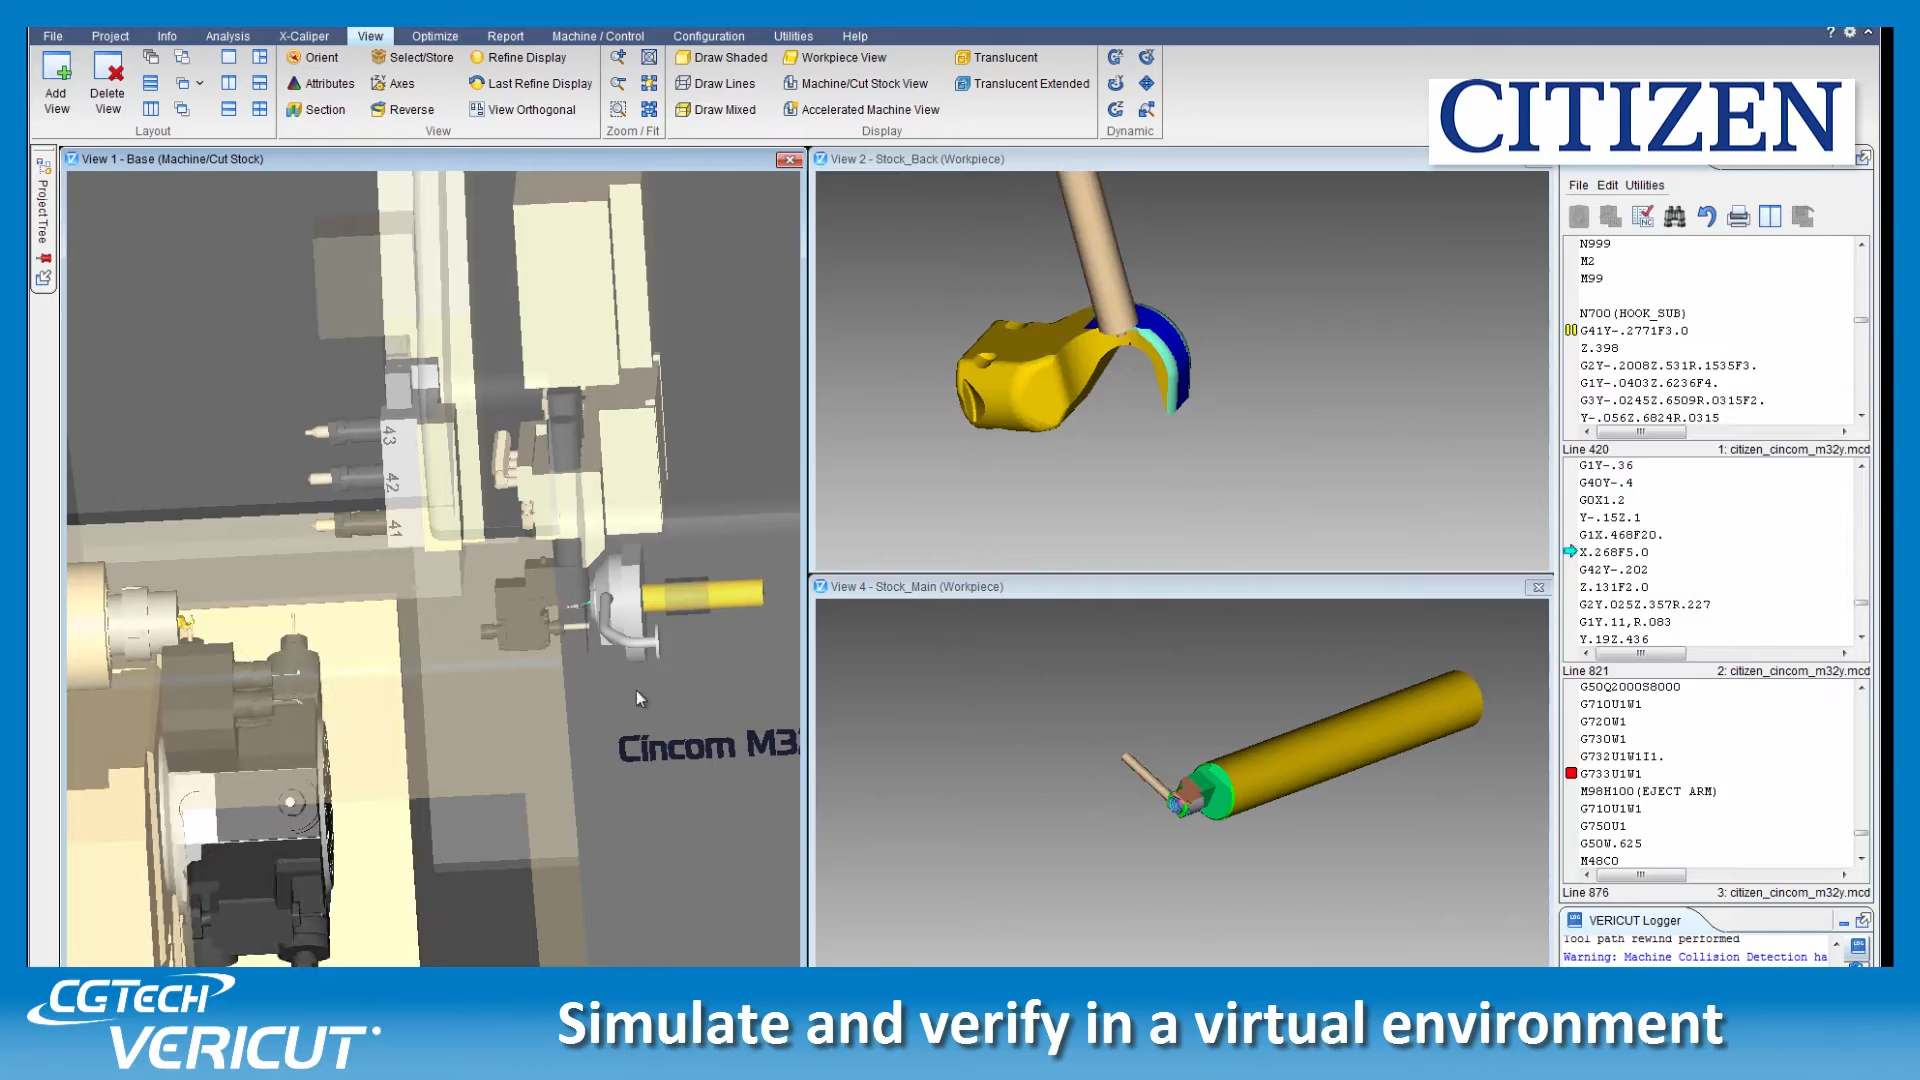 File Project Info Analysis X-Caliper View Optimize Report Machine / Control Configuration Utilities Help
Add View
Delete View
Layout
Orient Select/Store Refine Display
Attributes Axes Last Refine Display
Section Reverse View Orthogonal
View
Zoom / Fit
Draw Shaded Workpiece View Translucent
Draw Lines Machine/Cut Stock View Translucent Extended
Draw Mixed Accelerated Machine View
Display
Dynamic
CITIZEN
Project Tree
View 1 - Base (Machine/Cut Stock)
43
42
41
Cincom M32
View 2 - Stock_Back (Workpiece)
View 4 - Stock_Main (Workpiece)
File Edit Utilities
N999
M2
M99
N700(HOOK_SUB)
G41Y-.2771F3.0
Z.398
G2Y-.2008Z.531R.1535F3.
G1Y-.0403Z.6236F4.
G3Y-.0245Z.6509R.0315F2.
Y-.056Z.6824R.0315
Line 420 1: citizen_cincom_m32y.mcd
G1Y-.36
G40Y-.4
G0X1.2
Y-.15Z.1
G1X.468F20.
X.268F5.0
G42Y-.202
Z.131F2.0
G2Y.025Z.357R.227
G1Y.11,R.083
Y.19Z.436
Line 821 2: citizen_cincom_m32y.mcd
G50Q2000S8000
G710U1W1
G720W1
G730W1
G732U1W1I1.
G733U1W1
M98H100(EJECT ARM)
G710U1W1
G750U1
G50W.625
M48C0
Line 876 3: citizen_cincom_m32y.mcd
VERICUT Logger
Tool path rewind performed
Warning: Machine Collision Detection ha
CGTECH
VERICUT
Simulate and verify in a virtual environment